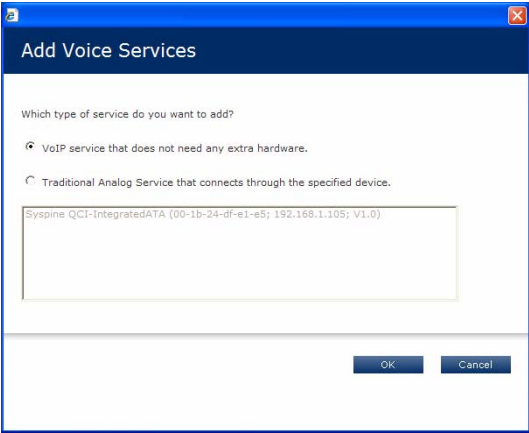 Add Voice Services
Which type of service do you want to add?
VoIP service that does not need any extra hardware.
Traditional Analog Service that connects through the specified device.
Syspine QCI-IntegratedATA (00-1b-24-df-e1-e5; 192.168.1.105; V1.0)
OK Cancel